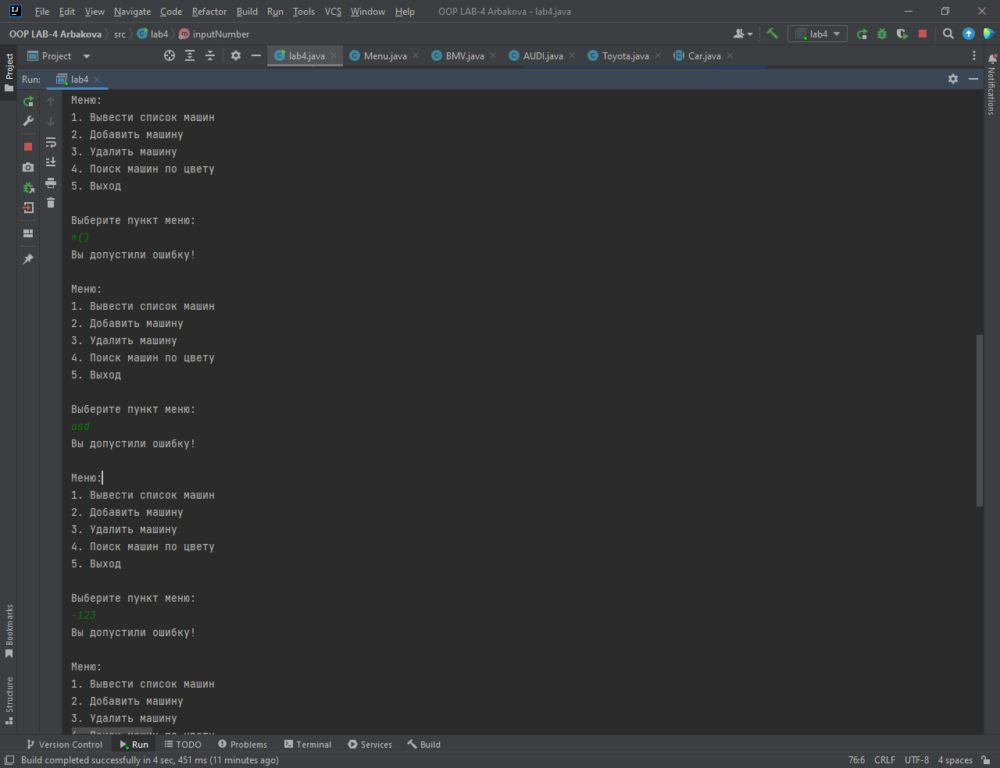 File Edit View Navigate Code Refactor Build Run Tools VCS Window Help OOP LAB-4 Arbakova - lab4.java
OOP LAB-4 Arbakova src lab4 inputNumber lab4
Project lab4.java Menu.java BMV.java AUDI.java Toyota.java Car.java
Run: lab4
Project
Notifications
Меню:
1. Вывести список машин
2. Добавить машину
3. Удалить машину
4. Поиск машин по цвету
5. Выход
Выберите пункт меню:
*()
Вы допустили ошибку!
Меню:
1. Вывести список машин
2. Добавить машину
3. Удалить машину
4. Поиск машин по цвету
5. Выход
Выберите пункт меню:
asd
Вы допустили ошибку!
Меню:
1. Вывести список машин
2. Добавить машину
3. Удалить машину
4. Поиск машин по цвету
5. Выход
Выберите пункт меню:
-123
Вы допустили ошибку!
Меню:
1. Вывести список машин
2. Добавить машину
3. Удалить машину
4. Поиск машин по цвету
Bookmarks
Structure
Version Control Run TODO Problems Terminal Services Build
Build completed successfully in 4 sec, 451 ms (11 minutes ago) 76:6 CRLF UTF-8 4 spaces